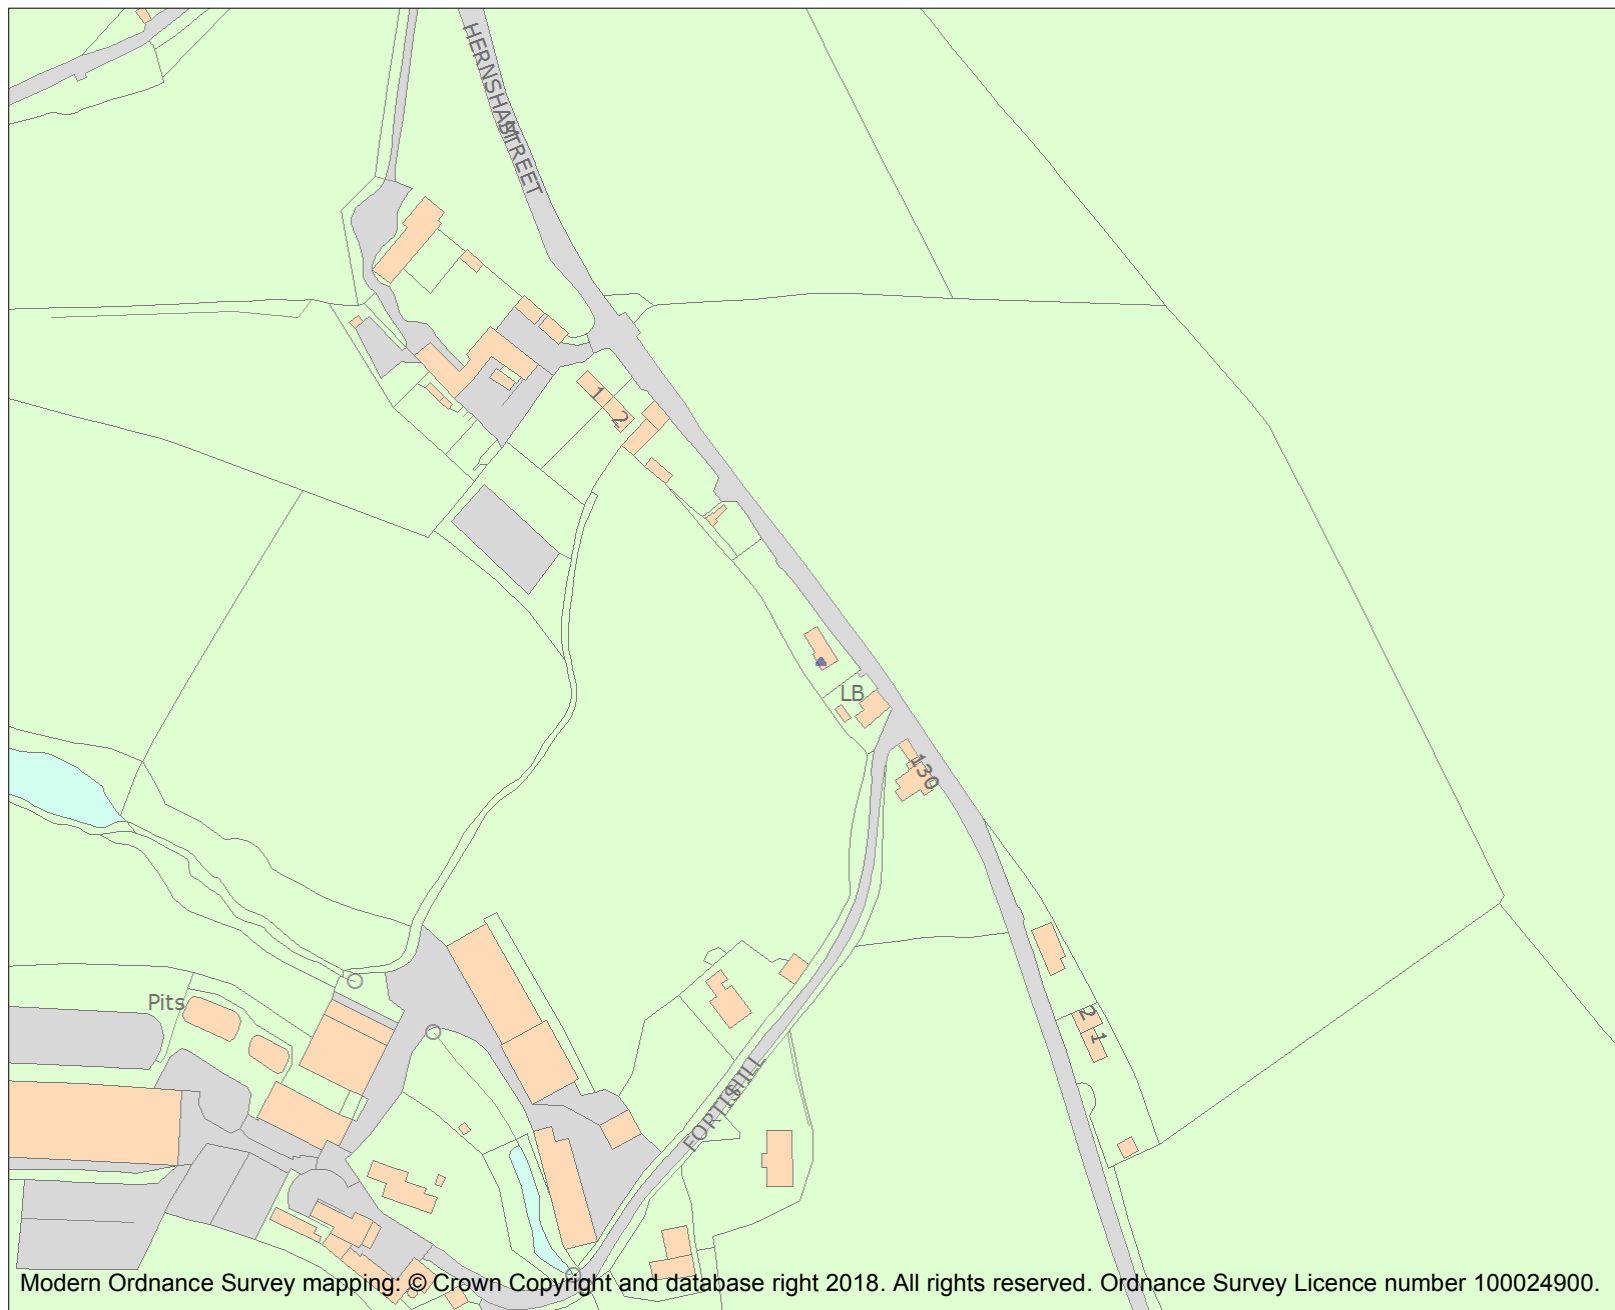 HERNSHAM
STREET
1
2
LB
130
Pits
2
1
FORTIS HILL
Modern Ordnance Survey mapping: © Crown Copyright and database right 2018. All rights reserved. Ordnance Survey Licence number 100024900.